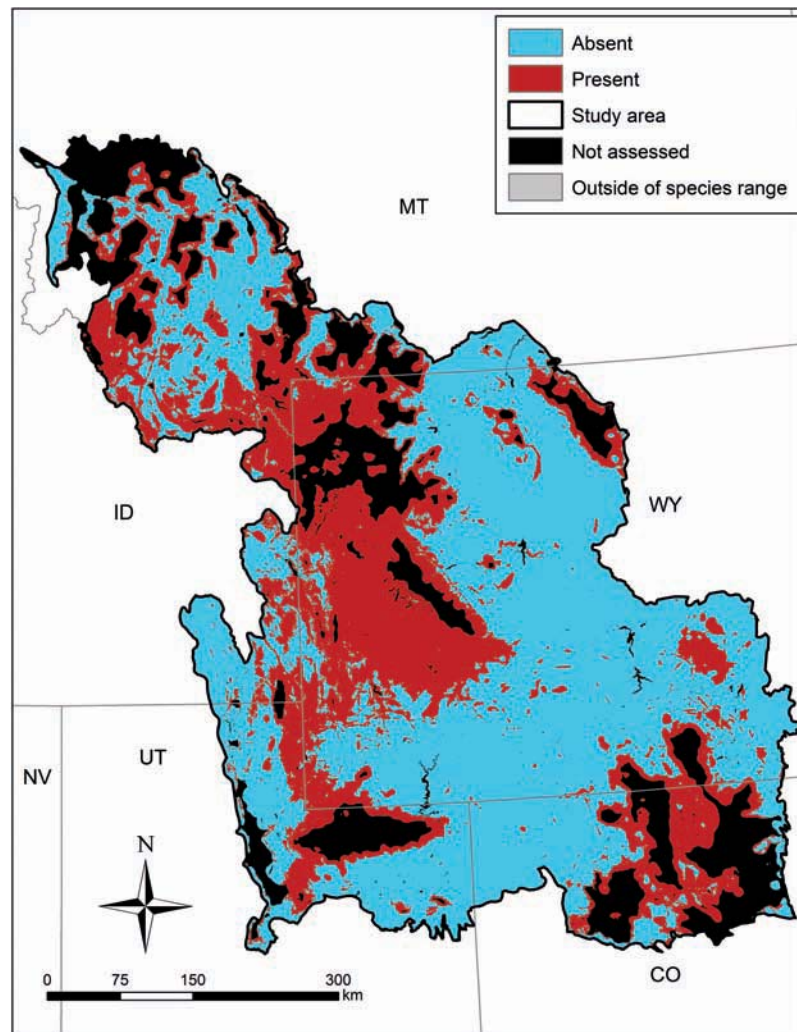 Absent
Present
Study area
Not assessed
Outside of species range
MT
ID
WY
NV
UT
N
CO
0 75 150 300
km